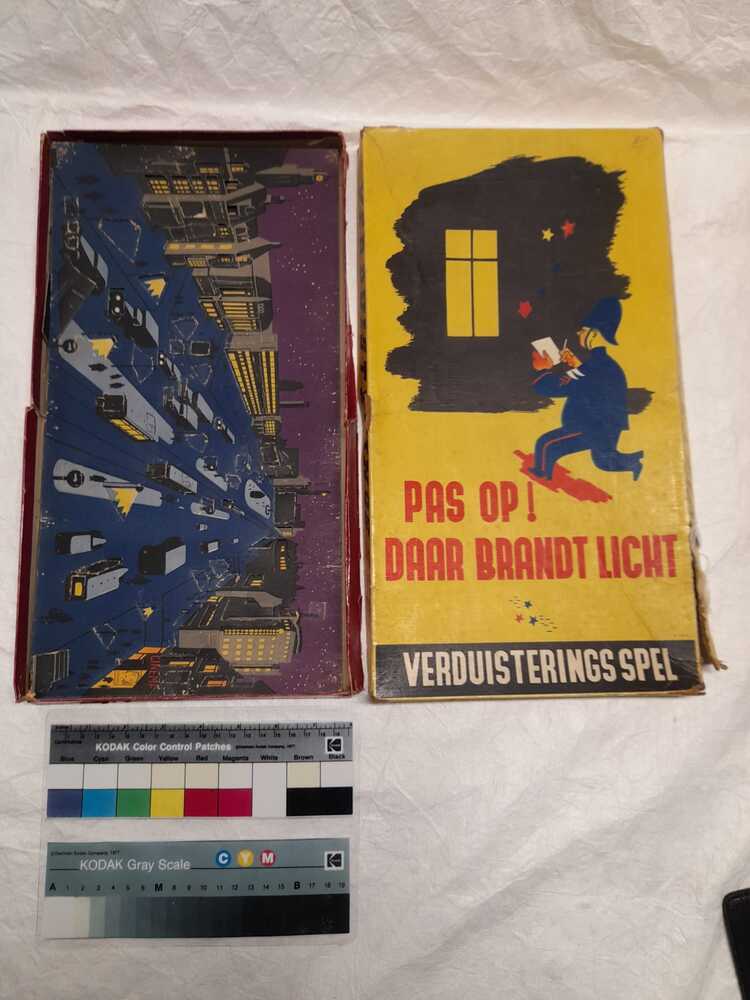 PAS OP!
DAAR BRANDT LICHT
VERDUISTERINGSSPEL
KODAK Color Control Patches
Blue Cyan Green Yellow Red Magenta White Brown Black
KODAK Gray Scale
C Y M
A 1 2 3 4 5 6 M 8 9 10 11 12 13 14 15 B 17 18 19